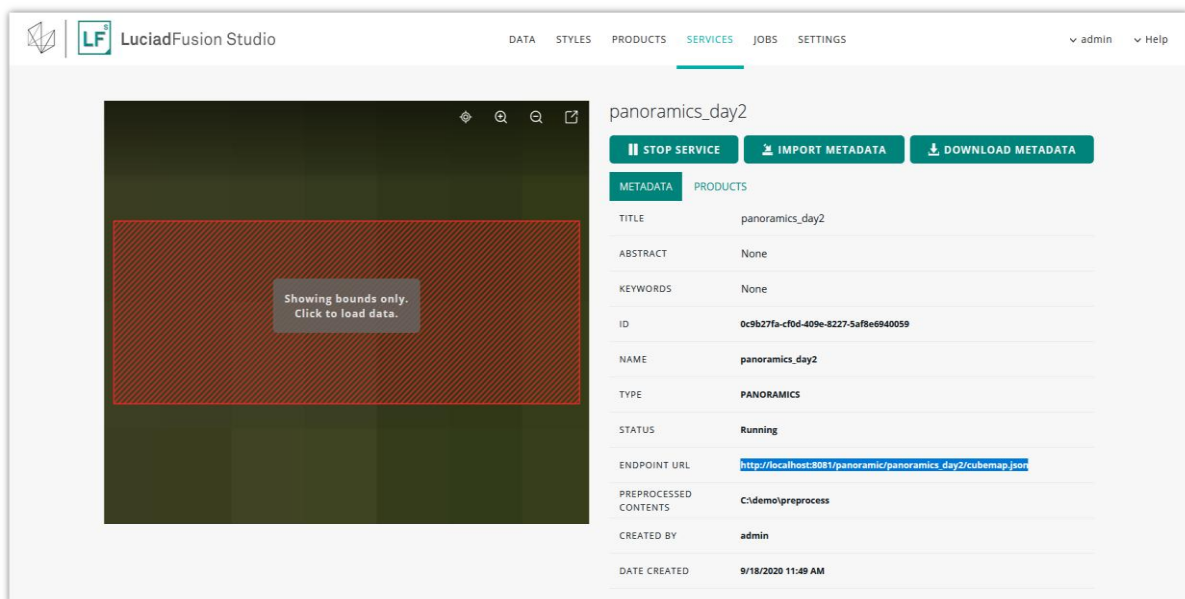 LF S LuciadFusion Studio
DATA STYLES PRODUCTS SERVICES JOBS SETTINGS
admin Help
panoramics_day2
STOP SERVICE IMPORT METADATA DOWNLOAD METADATA
METADATA PRODUCTS
TITLE panoramics_day2
ABSTRACT None
KEYWORDS None
ID 0c9b27fa-cf0d-409e-8227-5af8e6940059
NAME panoramics_day2
TYPE PANORAMICS
STATUS Running
ENDPOINT URL http://localhost:8081/panoramic/panoramics_day2/cubemap.json
PREPROCESSED
CONTENTS C:\demo\preprocess
CREATED BY admin
DATE CREATED 9/18/2020 11:49 AM
Showing bounds only.
Click to load data.